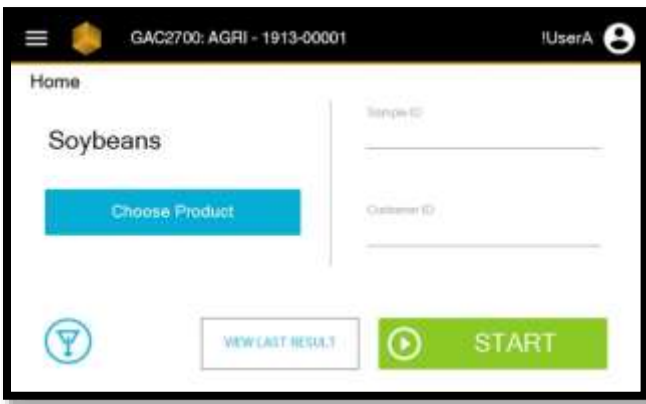 GAC2700: AGRI - 1913-00001
!UserA
Home
Soybeans
Choose Product
Sample ID
Customer ID
VIEW LAST RESULT
START